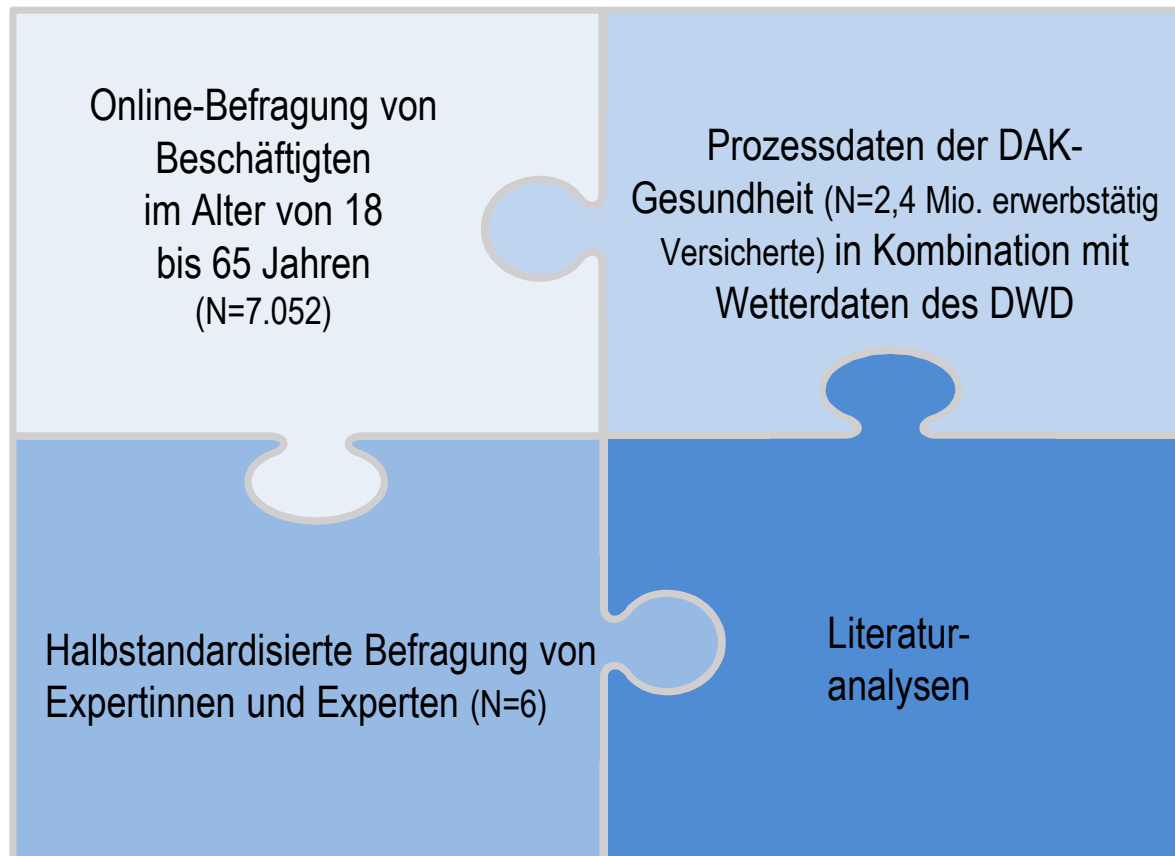 Online-Befragung von
Beschäftigten
im Alter von 18
bis 65 Jahren
(N=7.052)
Prozessdaten der DAK-
Gesundheit (N=2,4 Mio. erwerbstätig
Versicherte) in Kombination mit
Wetterdaten des DWD
Halbstandardisierte Befragung von
Expertinnen und Experten (N=6)
Literatur-
analysen